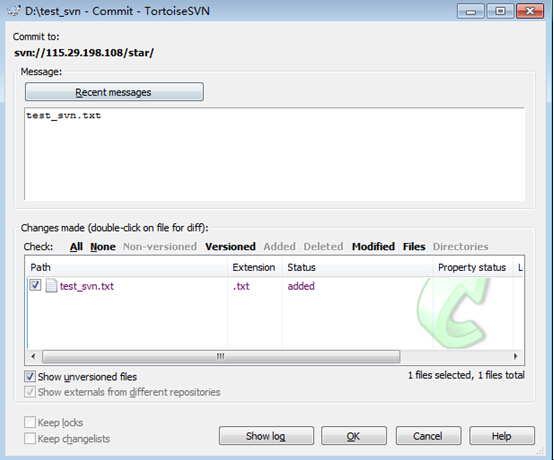 D:\test_svn - Commit - TortoiseSVN
Commit to:
svn://115.29.198.108/star/
Message:
Recent messages
test_svn.txt
Changes made (double-click on file for diff):
Check: All None Non-versioned Versioned Added Deleted Modified Files Directories
Path Extension Status Property status L
test_svn.txt .txt added
Show unversioned files 1 files selected, 1 files total
Show externals from different repositories
Keep locks
Keep changelists
Show log OK Cancel Help